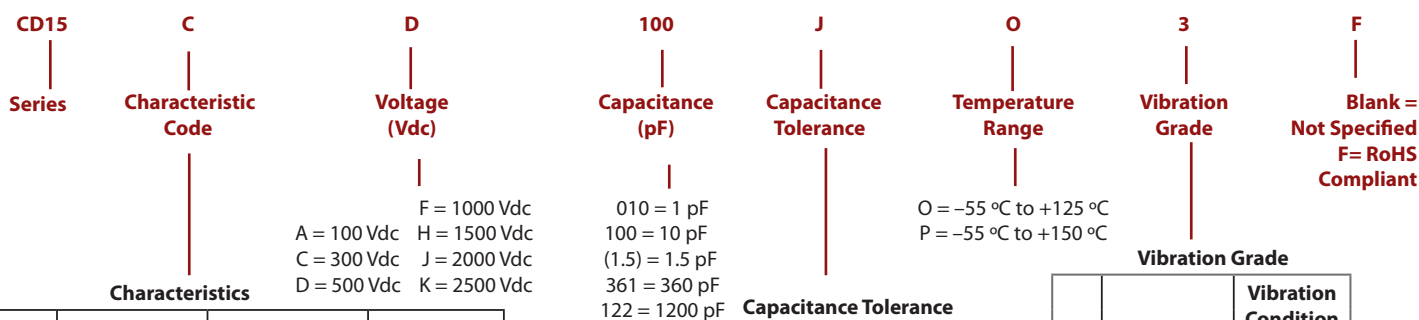 CD15 C D 100 J O 3 F
Series Characteristic Voltage Capacitance Capacitance Temperature Vibration Blank =
Code (Vdc) (pF) Tolerance Range Grade Not Specified
F= RoHS
Compliant
F = 1000 Vdc 010 = 1 pF O = –55 ºC to +125 ºC
A = 100 Vdc H = 1500 Vdc 100 = 10 pF P = –55 ºC to +150 ºC
C = 300 Vdc J = 2000 Vdc (1.5) = 1.5 pF Vibration Grade
D = 500 Vdc K = 2500 Vdc 361 = 360 pF
Characteristics 122 = 1200 pF Capacitance Tolerance Vibration
Condition